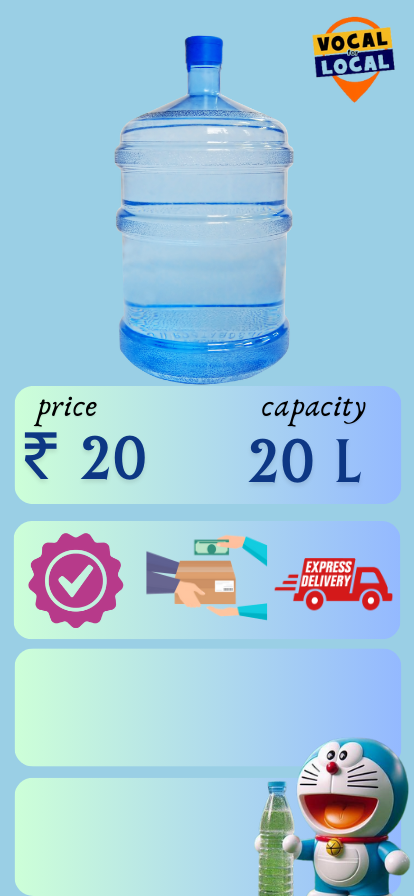 VOCAL
for
LOCAL
price
capacity
₹ 20
20 L
EXPRESS
DELIVERY